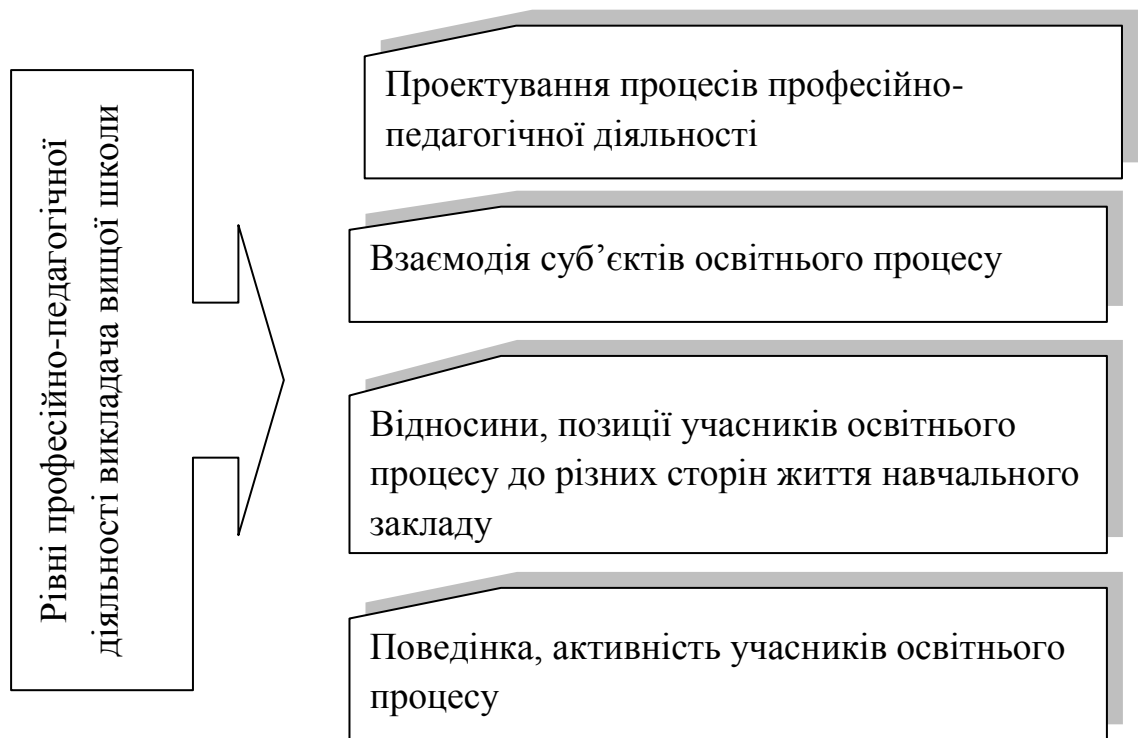 Рівні професійно-педагогічної
діяльності викладача вищої школи
Проектування процесів професійно-
педагогічної діяльності
Взаємодія суб’єктів освітнього процесу
Відносини, позиції учасників освітнього
процесу до різних сторін життя навчального
закладу
Поведінка, активність учасників освітнього
процесу